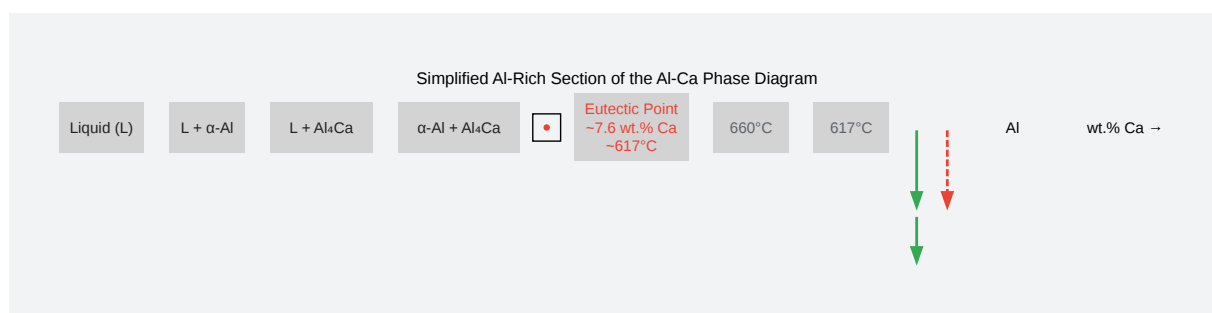 Simplified Al-Rich Section of the Al-Ca Phase Diagram
Liquid (L)
L + α-Al
L + Al₄Ca
α-Al + Al₄Ca
Eutectic Point
~7.6 wt.% Ca
~617°C
660°C
617°C
Al
wt.% Ca →